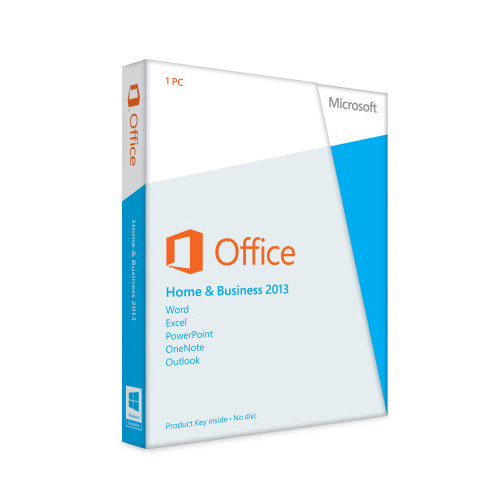 1 PC
Microsoft
Office
Home & Business 2013
Word
Excel
PowerPoint
OneNote
Outlook
Product Key inside • No disc
Office
Home & Business 2013